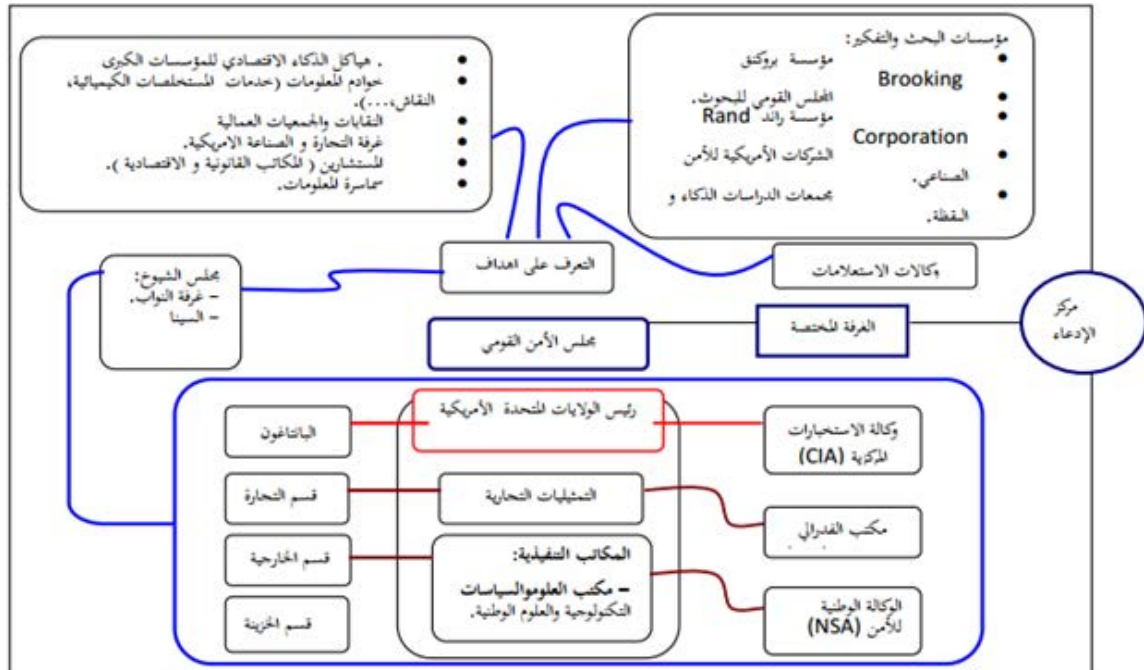 مؤسسات البحث والتفكير:
● مؤسسة بروكنق
Brooking
● المجلس القومي للبحوث.
● مؤسسة راند Rand
Corporation
● الشركات الأمريكية للأمن
الصناعي.
● مجمعات الدراسات الذكاء و
اليقظة.
● . هياكل الذكاء الاقتصادي للمؤسسات الكبرى
● خوادم المعلومات (خدمات المستخلصات الكيميائية،
النقاش،...).
● النقابات والجمعيات العمالية
● غرفة التجارة و الصناعة الامريكية.
● المستشارين ( المكاتب القانونية و الاقتصادية ).
● سماسرة المعلومات.
وكالات الاستعلامات
التعرف على اهداف
مجلس الشيوخ:
– غرفة النواب.
– السينا
مركز
الإدعاء
الغرفة المختصة
مجلس الأمن القومي
رئيس الولايات المتحدة الأمريكية
وكالة الاستخبارات
المركزية (CIA)
البانتاغون
التمثيليات التجارية
قسم التجارة
مكتب الفدرالي
المكاتب التنفيذية:
– مكتب العلوموالسياسات
التكنولوجية والعلوم الوطنية.
قسم الخارجية
الوكالة الوطنية
للأمن (NSA)
قسم الخزينة